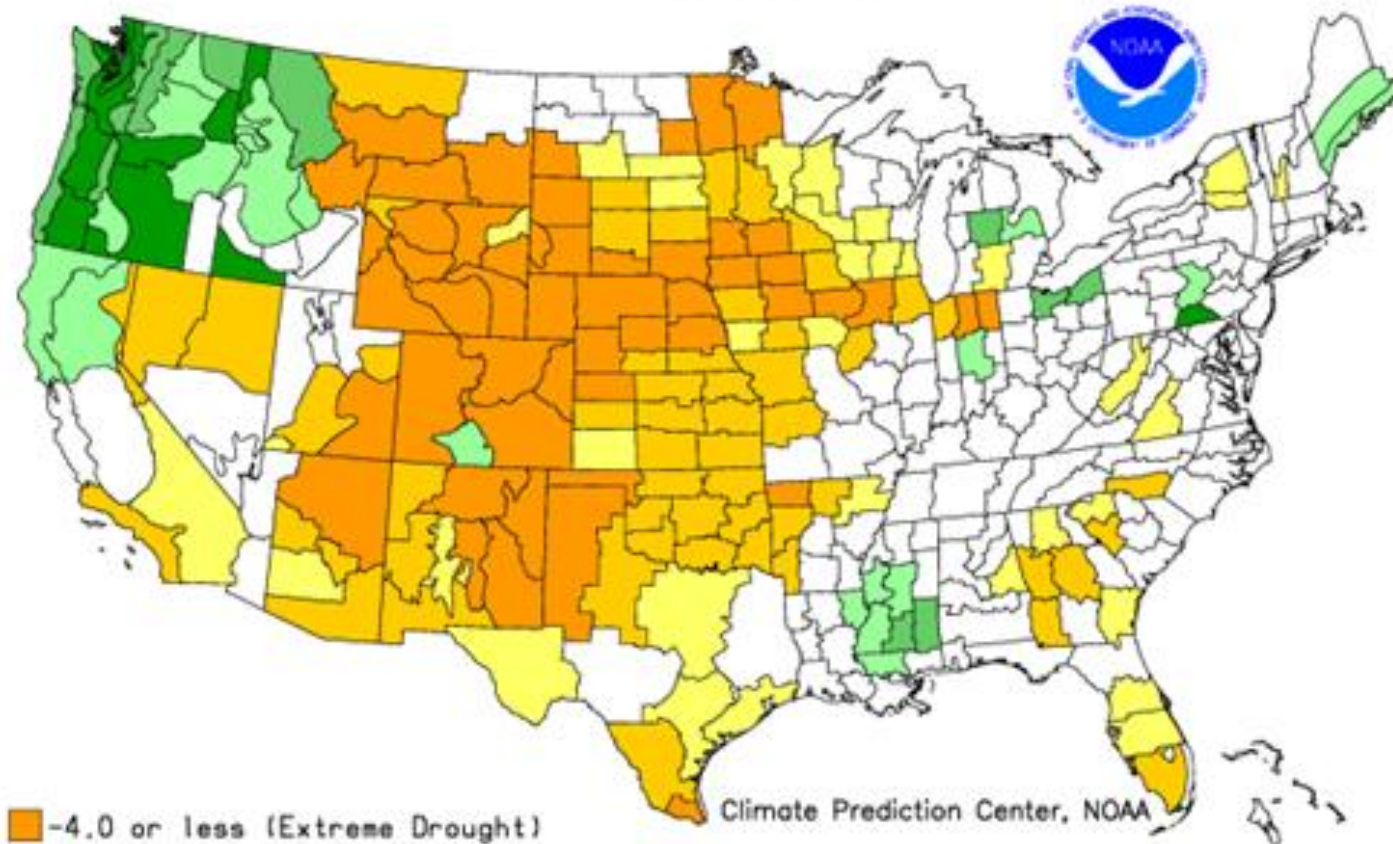 NOAA
Climate Prediction Center, NOAA
-4.0 or less (Extreme Drought)